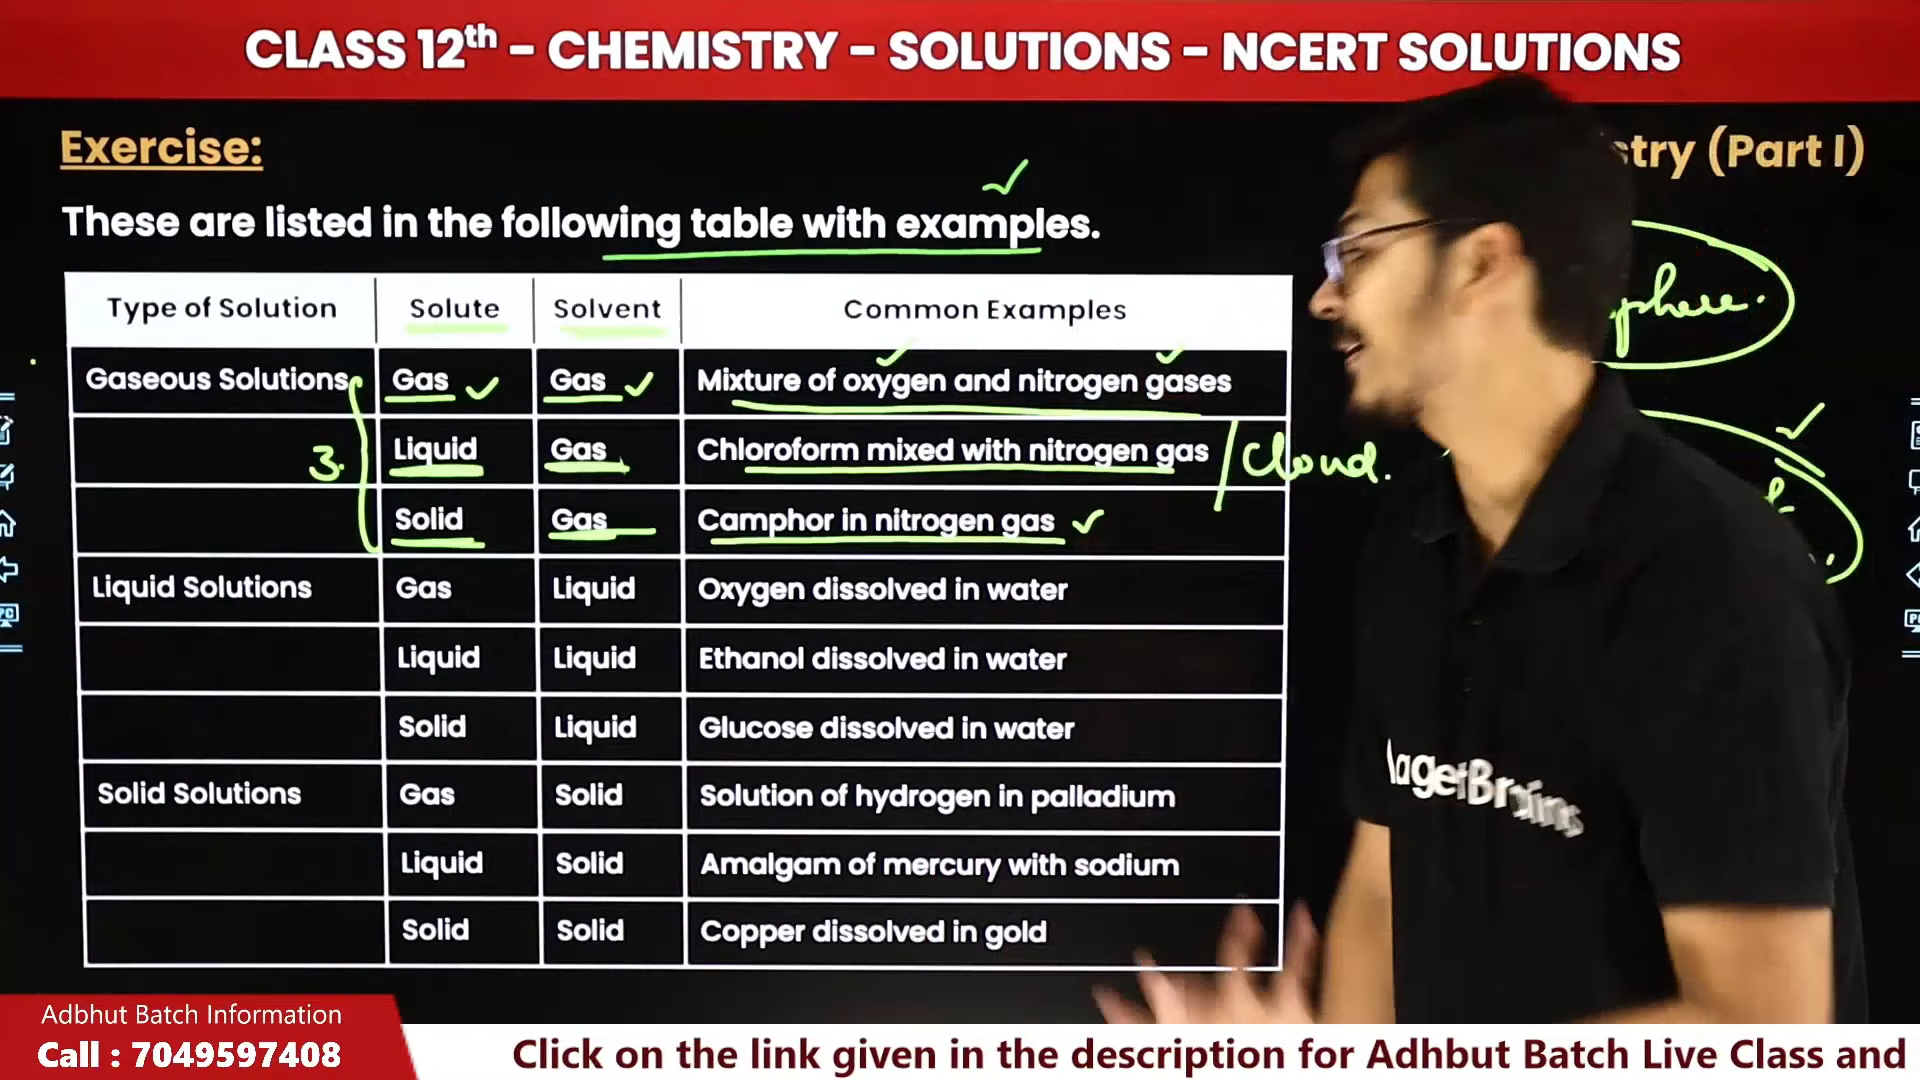 CLASS 12th - CHEMISTRY - SOLUTIONS - NCERT SOLUTIONS
Exercise:
(Part I)
These are listed in the following table with examples.
Type of Solution Solute Solvent Common Examples
Gaseous Solutions Gas Gas Mixture of oxygen and nitrogen gases
3. Liquid Gas Chloroform mixed with nitrogen gas / Cloud.
Solid Gas Camphor in nitrogen gas
Liquid Solutions Gas Liquid Oxygen dissolved in water
Liquid Liquid Ethanol dissolved in water
Solid Liquid Glucose dissolved in water
Solid Solutions Gas Solid Solution of hydrogen in palladium
Liquid Solid Amalgam of mercury with sodium
Solid Solid Copper dissolved in gold
Adbhut Batch Information
Call : 7049597408
Click on the link given in the description for Adhbut Batch Live Class and